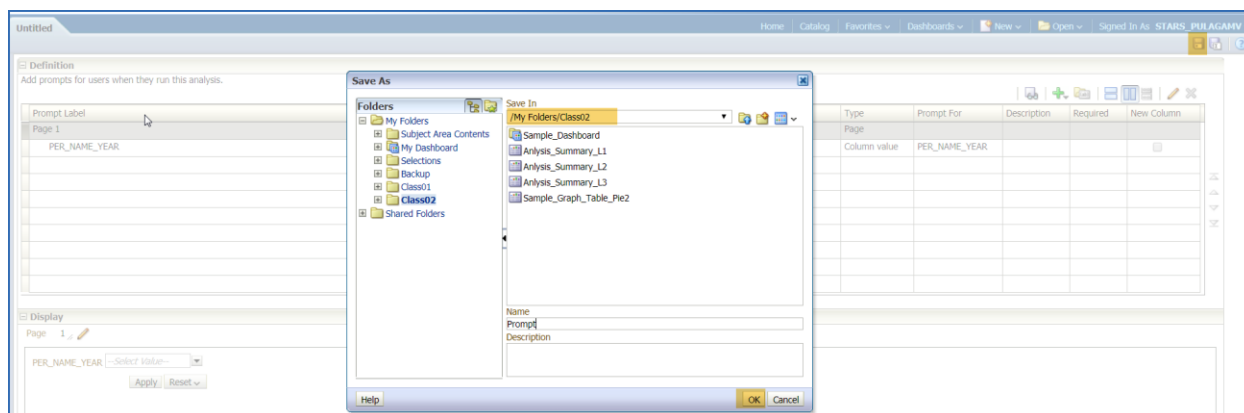 Untitled
Home Catalog Favorites Dashboards New Open Signed In As STARS_PULAGAMV
Definition
Add prompts for users when they run this analysis.
Prompt Label Type Prompt For Description Required New Column
Page 1 Page
PER_NAME_YEAR Column value PER_NAME_YEAR
Save As
Folders
My Folders
Subject Area Contents
My Dashboard
Selections
Backup
Class01
Class02
Shared Folders
Save In
/My Folders/Class02
Sample_Dashboard
Anlysis_Summary_L1
Anlysis_Summary_L2
Anlysis_Summary_L3
Sample_Graph_Table_Pie2
Name
Prompt
Description
Help OK Cancel
Display
Page 1
PER_NAME_YEAR --Select Value--
Apply Reset